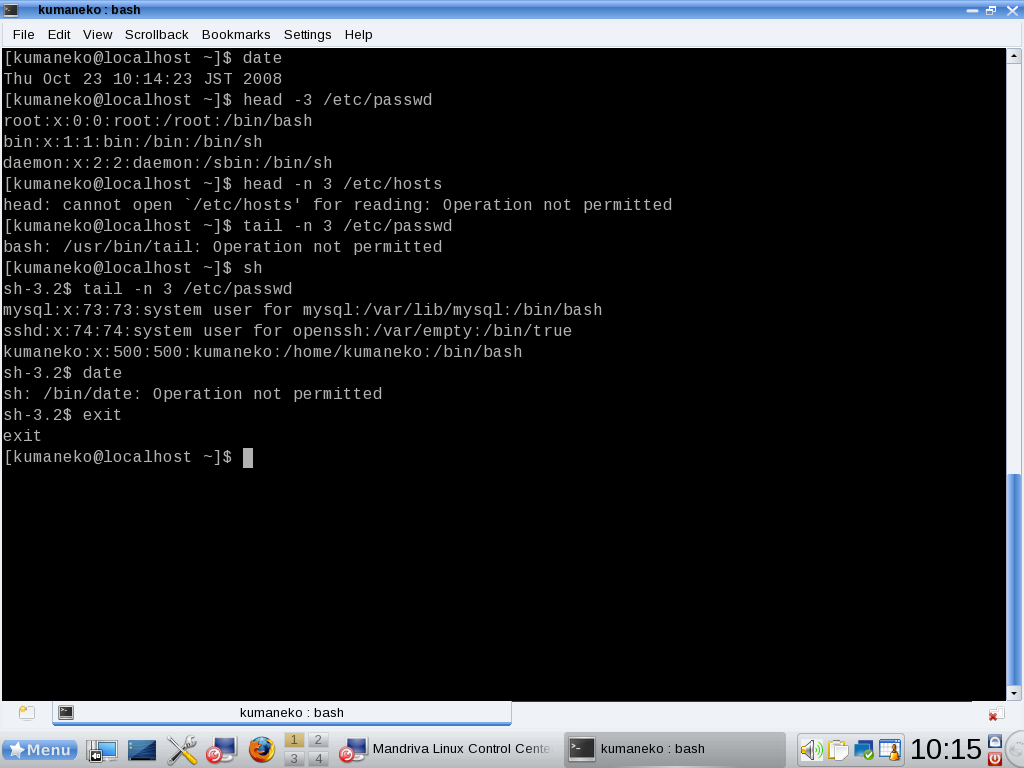 kumaneko : bash
File Edit View Scrollback Bookmarks Settings Help
[kumaneko@localhost ~]$ date
Thu Oct 23 10:14:23 JST 2008
[kumaneko@localhost ~]$ head -3 /etc/passwd
root:x:0:0:root:/root:/bin/bash
bin:x:1:1:bin:/bin:/bin/sh
daemon:x:2:2:daemon:/sbin:/bin/sh
[kumaneko@localhost ~]$ head -n 3 /etc/hosts
head: cannot open `/etc/hosts' for reading: Operation not permitted
[kumaneko@localhost ~]$ tail -n 3 /etc/passwd
bash: /usr/bin/tail: Operation not permitted
[kumaneko@localhost ~]$ sh
sh-3.2$ tail -n 3 /etc/passwd
mysql:x:73:73:system user for mysql:/var/lib/mysql:/bin/bash
sshd:x:74:74:system user for openssh:/var/empty:/bin/true
kumaneko:x:500:500:kumaneko:/home/kumaneko:/bin/bash
sh-3.2$ date
sh: /bin/date: Operation not permitted
sh-3.2$ exit
exit
[kumaneko@localhost ~]$
kumaneko : bash
Menu 1 2 3 4 Mandriva Linux Control Cente kumaneko : bash 10:15